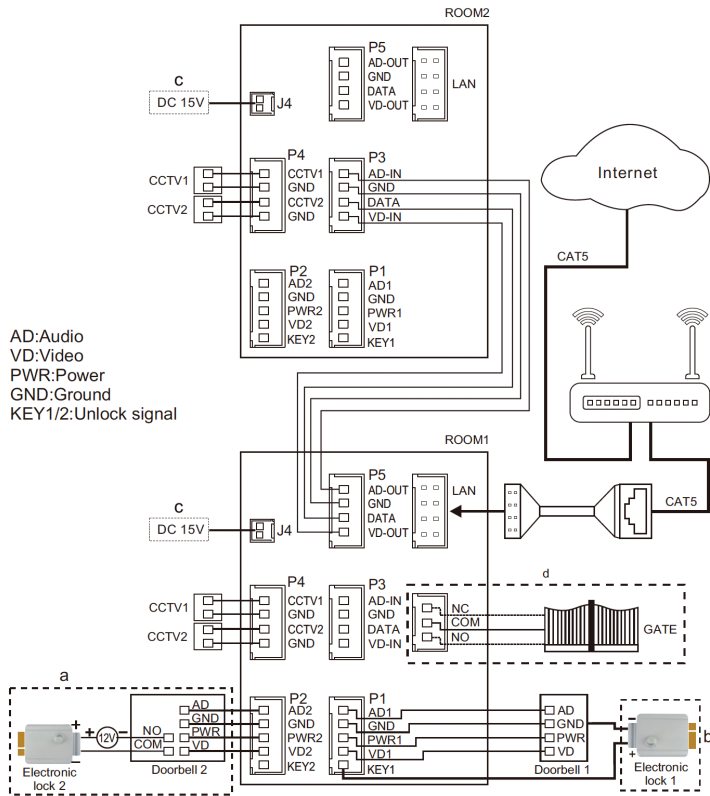 ROOM2
P5
AD-OUT
GND
DATA
VD-OUT
LAN
c
DC 15V
J4
P4
CCTV1
GND
CCTV2
GND
CCTV1
CCTV2
P3
AD-IN
GND
DATA
VD-IN
P2
AD2
GND
PWR2
VD2
KEY2
P1
AD1
GND
PWR1
VD1
KEY1
Internet
CAT5
AD:Audio
VD:Video
PWR:Power
GND:Ground
KEY1/2:Unlock signal
ROOM1
P5
AD-OUT
GND
DATA
VD-OUT
LAN
CAT5
c
DC 15V
J4
P4
CCTV1
GND
CCTV2
GND
CCTV1
CCTV2
P3
AD-IN
GND
DATA
VD-IN
d
NC
COM
NO
GATE
a
+
-
+
12V
-
NO
COM
AD
GND
PWR
VD
Electronic
lock 2
Doorbell 2
P2
AD2
GND
PWR2
VD2
KEY2
P1
AD1
GND
PWR1
VD1
KEY1
AD
GND
PWR
VD
Doorbell 1
-
+
b
Electronic
lock 1